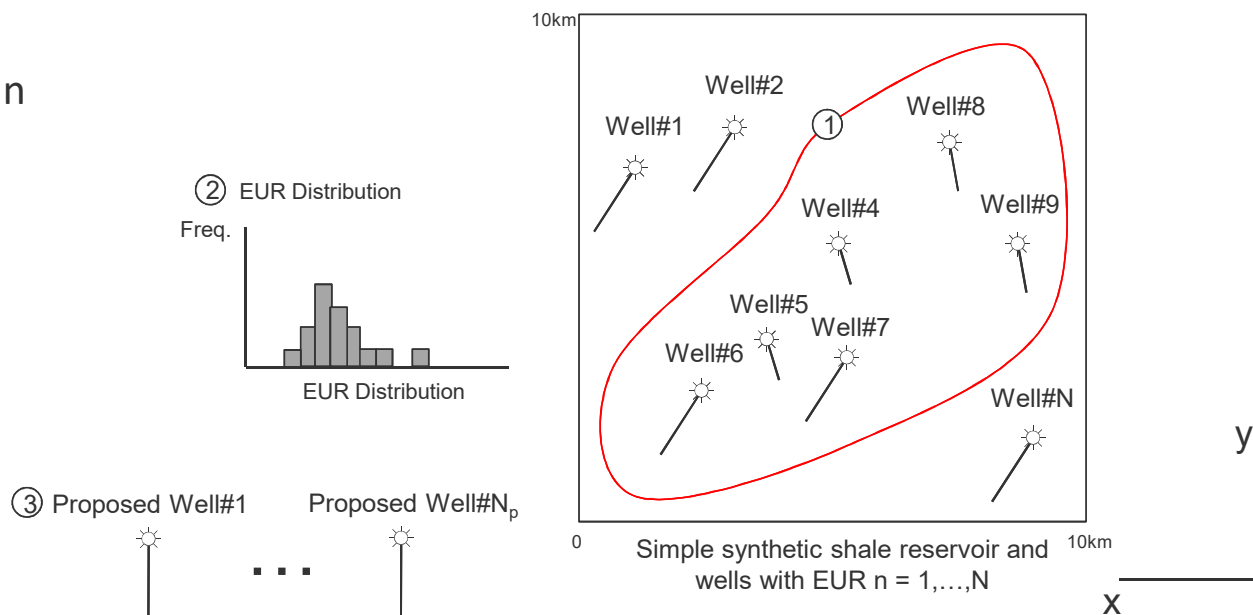 n
② EUR Distribution
Freq.
EUR Distribution
③ Proposed Well#1
Proposed Well#Np
...
10km
Well#2
Well#1
①
Well#8
Well#4
Well#9
Well#5
Well#7
Well#6
Well#N
0
10km
Simple synthetic shale reservoir and
wells with EUR n = 1,…,N
y
x